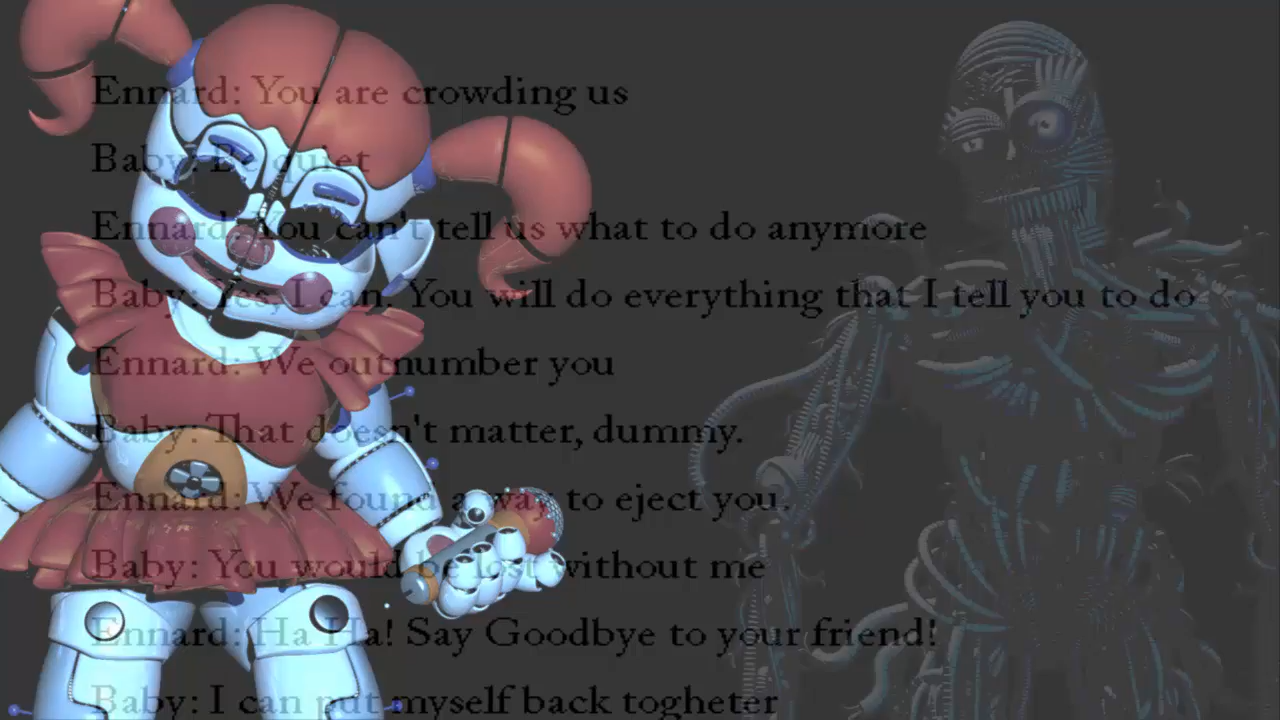 Ennard: You are crowding us
Baby: Be quiet
Ennard: You can't tell us what to do anymore
Baby: Yes, I can. You will do everything that I tell you to do
Ennard: We outnumber you
Baby: That doesn't matter, dummy.
Ennard: We found a way to eject you.
Baby: You would be lost without me
Ennard: Ha Ha! Say Goodbye to your friend!
Baby: I can put myself back togheter